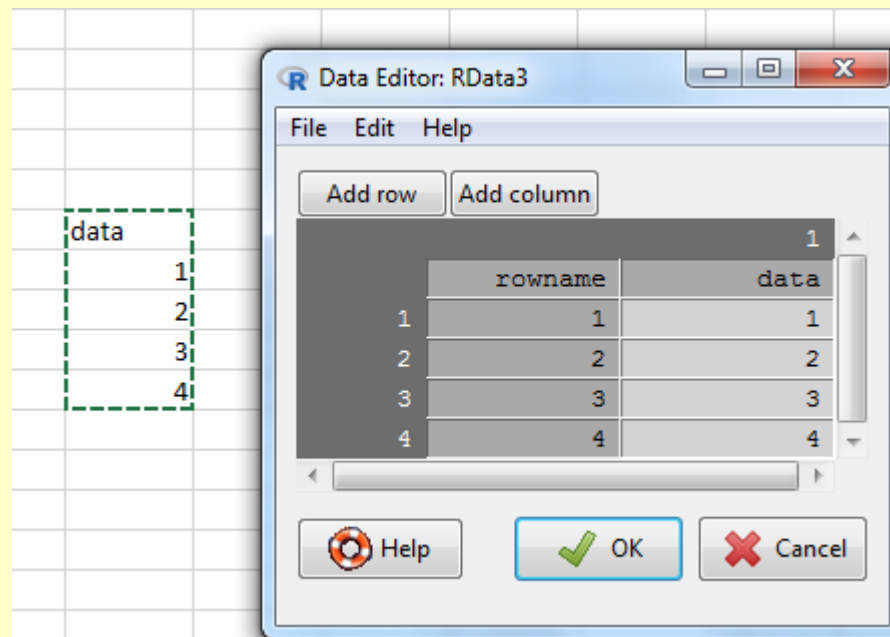 Data Editor: RData3
File Edit Help
Add row Add column
1
rowname data
1 1 1
2 2 2
3 3 3
4 4 4
Help OK Cancel
data
1
2
3
4